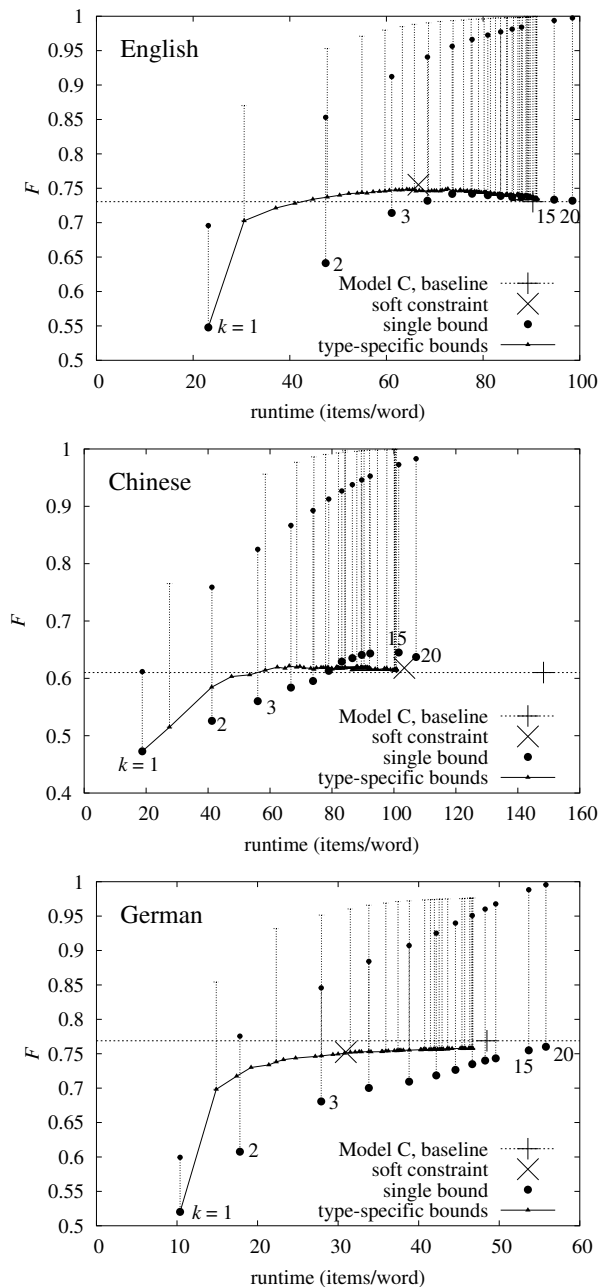 English
F
1
0.95
0.9
0.85
0.8
0.75
0.7
0.65
0.6
0.55
0.5
k = 1
2
3
15 20
Model C, baseline
soft constraint
single bound
type-specific bounds
0 20 40 60 80 100
runtime (items/word)
Chinese
F
1
0.9
0.8
0.7
0.6
0.5
0.4
k = 1
2
3
15
20
Model C, baseline
soft constraint
single bound
type-specific bounds
0 20 40 60 80 100 120 140 160
runtime (items/word)
German
F
1
0.95
0.9
0.85
0.8
0.75
0.7
0.65
0.6
0.55
0.5
k = 1
2
3
15 20
Model C, baseline
soft constraint
single bound
type-specific bounds
0 10 20 30 40 50 60
runtime (items/word)